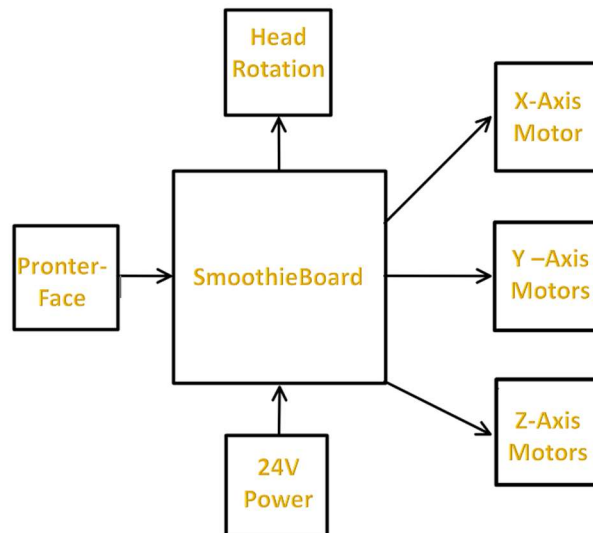 Head
Rotation
X-Axis
Motor
Pronter-
Face
SmoothieBoard
Y –Axis
Motors
Z-Axis
Motors
24V
Power